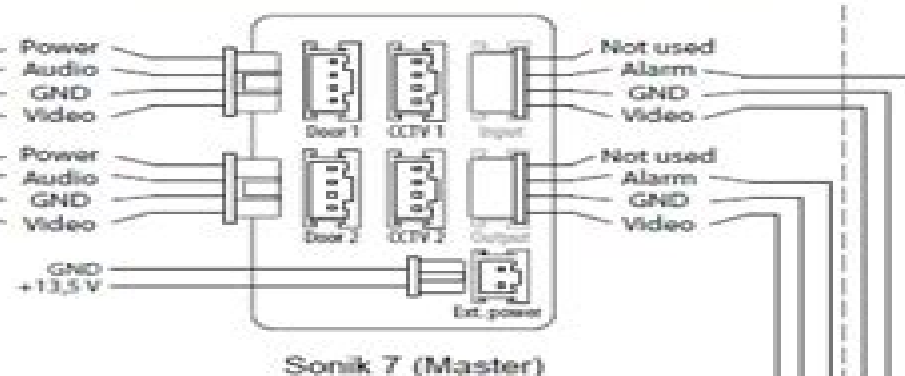 Power
Audio
GND
Video
Power
Audio
GND
Video
GND
+13,5 V
Door 1
CCTV 1
Input
Door 2
CCTV 2
Output
Ext. power
Not used
Alarm
GND
Video
Not used
Alarm
GND
Video
Sonik 7 (Master)